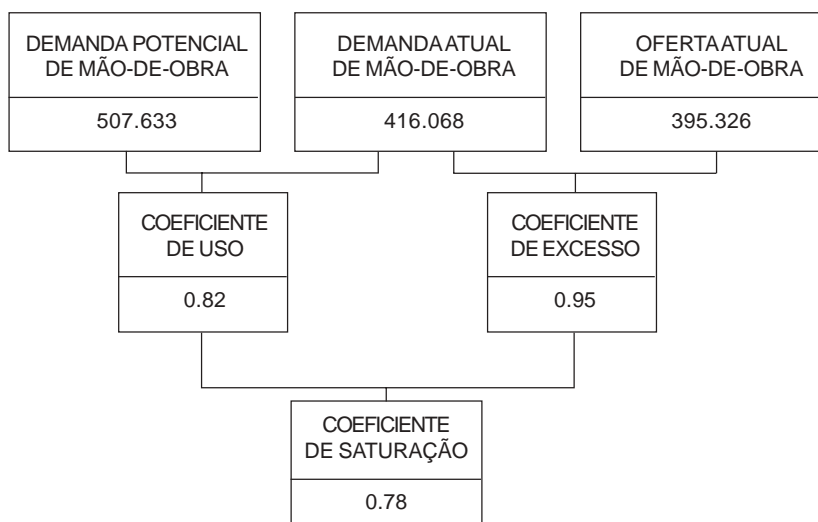 DEMANDA POTENCIAL
DE MÃO-DE-OBRA
507.633
DEMANDA ATUAL
DE MÃO-DE-OBRA
416.068
OFERTA ATUAL
DE MÃO-DE-OBRA
395.326
COEFICIENTE
DE USO
0.82
COEFICIENTE
DE EXCESSO
0.95
COEFICIENTE
DE SATURAÇÃO
0.78